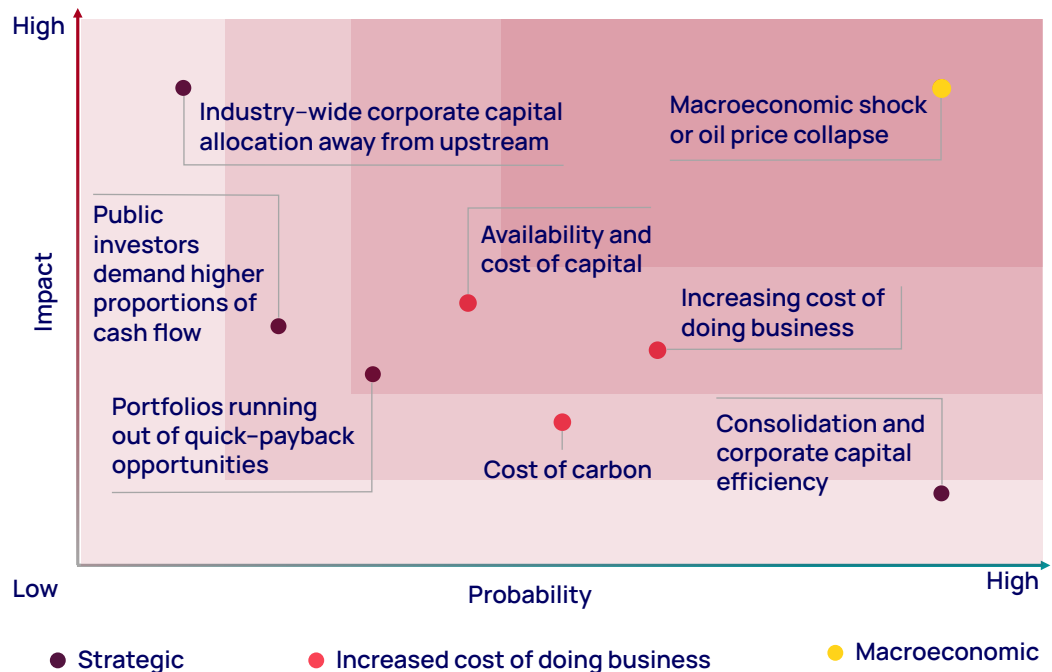 High
Industry-wide corporate capital
allocation away from upstream
Macroeconomic shock
or oil price collapse
Public
investors
demand higher
proportions of
cash flow
Availability and
cost of capital
Increasing cost of
doing business
Impact
Portfolios running
out of quick-payback
opportunities
Cost of carbon
Consolidation and
corporate capital
efficiency
Low
Probability
High
Strategic
Increased cost of doing business
Macroeconomic